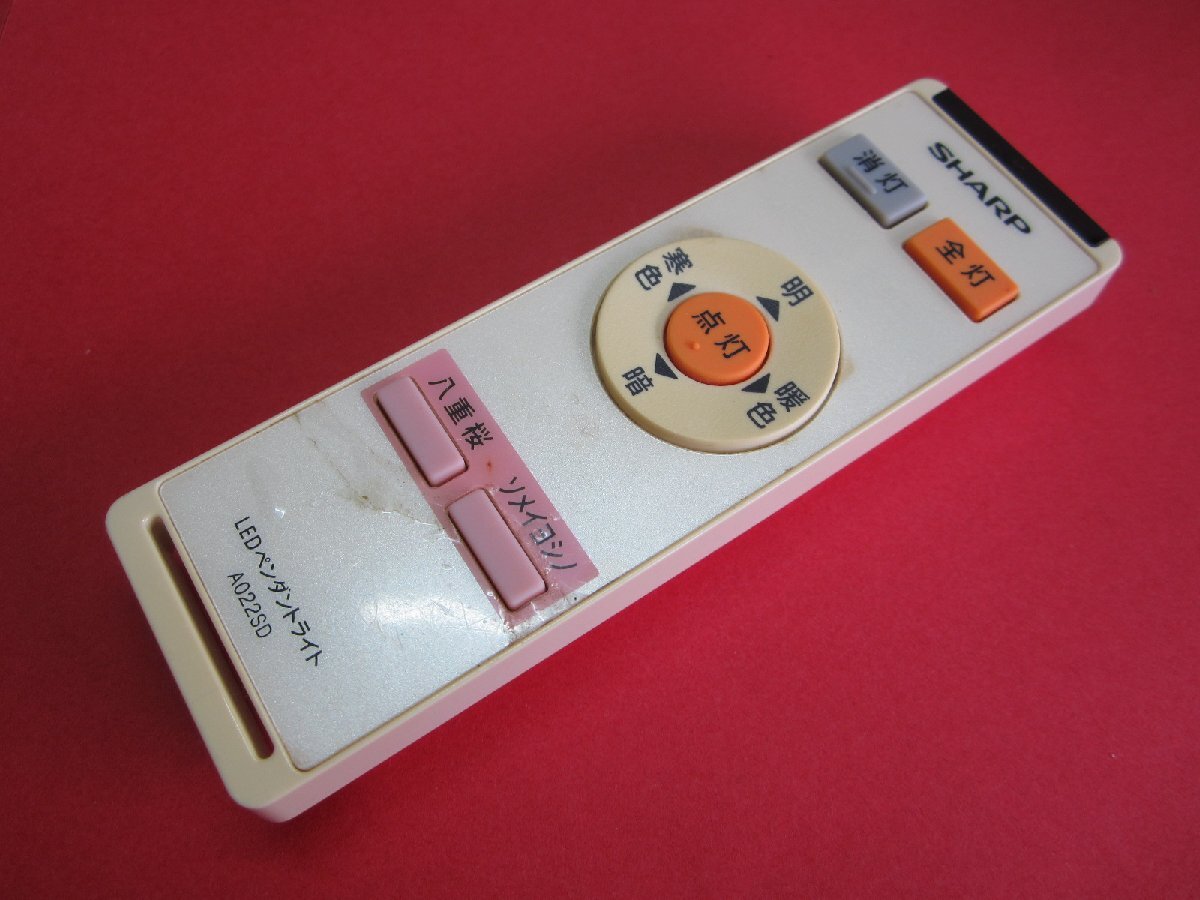 SHARP
消灯
全灯
明
寒色
点灯
暖色
暗
八重桜
ソメイヨシノ
LEDペンダントライト
A022SD